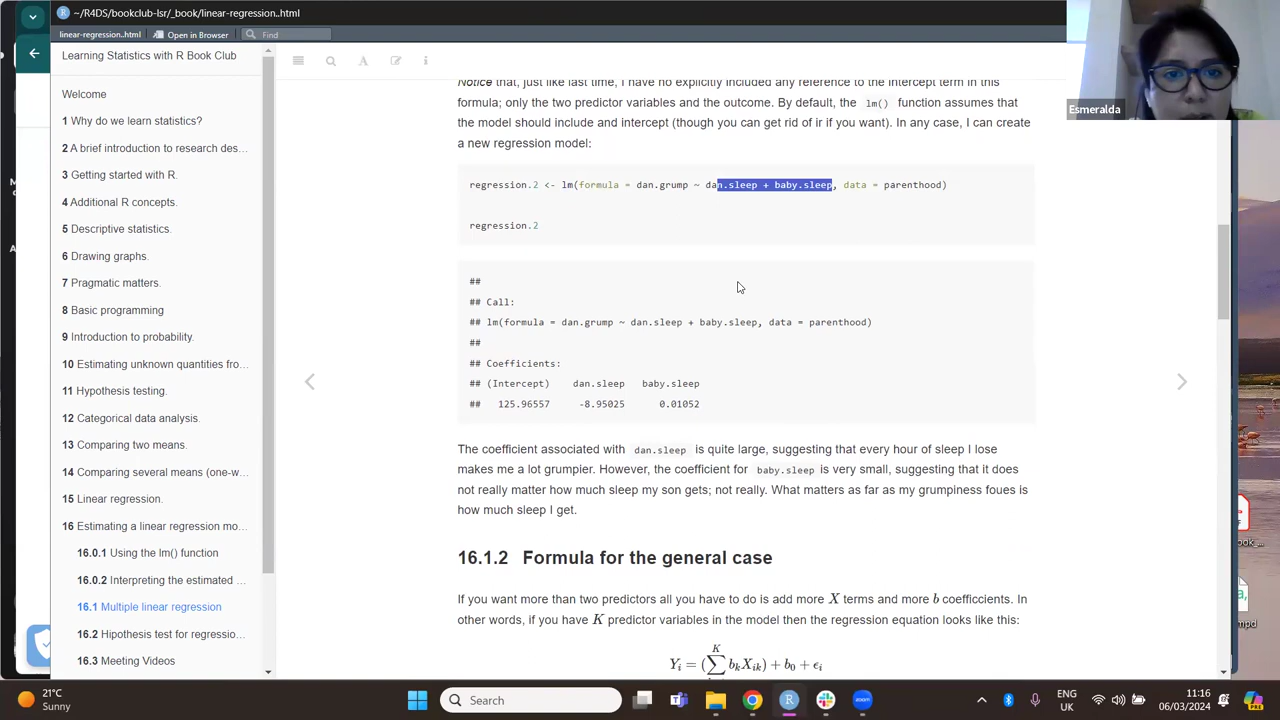 ~/R4DS/bookclub-lsr/_book/linear-regression..html
linear-regression..html
Open in Browser
Find
Learning Statistics with R Book Club
Welcome
1 Why do we learn statistics?
2 A brief introduction to research des…
3 Getting started with R.
4 Additional R concepts.
5 Descriptive statistics.
6 Drawing graphs.
7 Pragmatic matters.
8 Basic programming
9 Introduction to probability.
10 Estimating unknown quantities fro…
11 Hypothesis testing.
12 Categorical data analysis.
13 Comparing two means.
14 Comparing several means (one-w…
15 Linear regression.
16 Estimating a linear regression mo…
16.0.1 Using the lm() function
16.0.2 Interpreting the estimated …
16.1 Multiple linear regression
16.2 Hipothesis test for regressio…
16.3 Meeting Videos
Notice that, just like last time, I have no explicitly included any reference to the intercept term in this
formula; only the two predictor variables and the outcome. By default, the lm() function assumes that
the model should include and intercept (though you can get rid of ir if you want). In any case, I can create
a new regression model:
regression.2 <- lm(formula = dan.grump ~ dan.sleep + baby.sleep, data = parenthood)
regression.2
##
## Call:
## lm(formula = dan.grump ~ dan.sleep + baby.sleep, data = parenthood)
##
## Coefficients:
## (Intercept) dan.sleep baby.sleep
## 125.96557 -8.95025 0.01052
The coefficient associated with dan.sleep is quite large, suggesting that every hour of sleep I lose
makes me a lot grumpier. However, the coefficient for baby.sleep is very small, suggesting that it does
not really matter how much sleep my son gets; not really. What matters as far as my grumpiness foues is
how much sleep I get.
16.1.2 Formula for the general case
If you want more than two predictors all you have to do is add more X terms and more b coefficcients. In
other words, if you have K predictor variables in the model then the regression equation looks like this:
K
Y_i = (∑ b_k X_ik) + b_0 + ϵ_i
Esmeralda
21°C
Sunny
Search
ENG
UK
11:16
06/03/2024